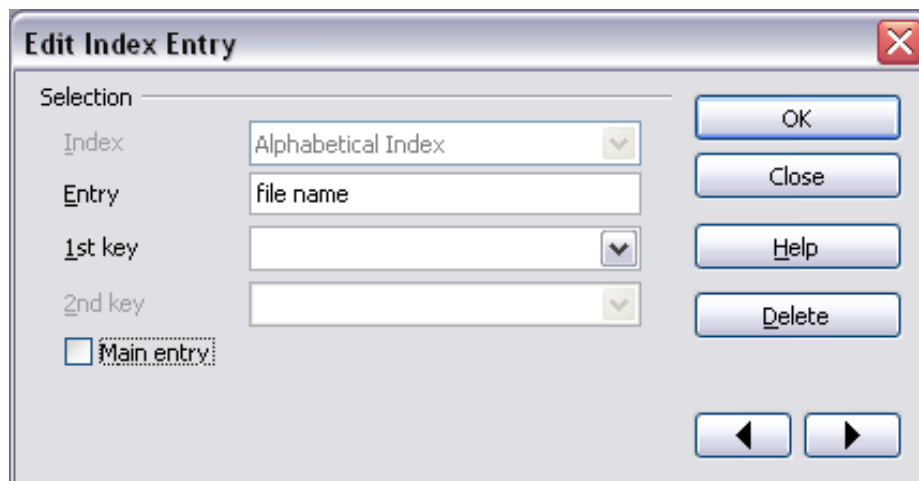 Edit Index Entry
Selection
Index
Alphabetical Index
Entry
file name
1st key
2nd key
Main entry
OK
Close
Help
Delete